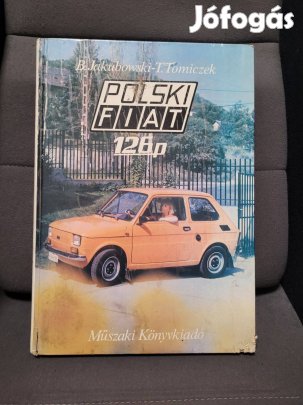 Jófogás
B. Jakubowski-T. Tomiczek
POLSKI
FIAT
126p
Műszaki Könyvkiadó